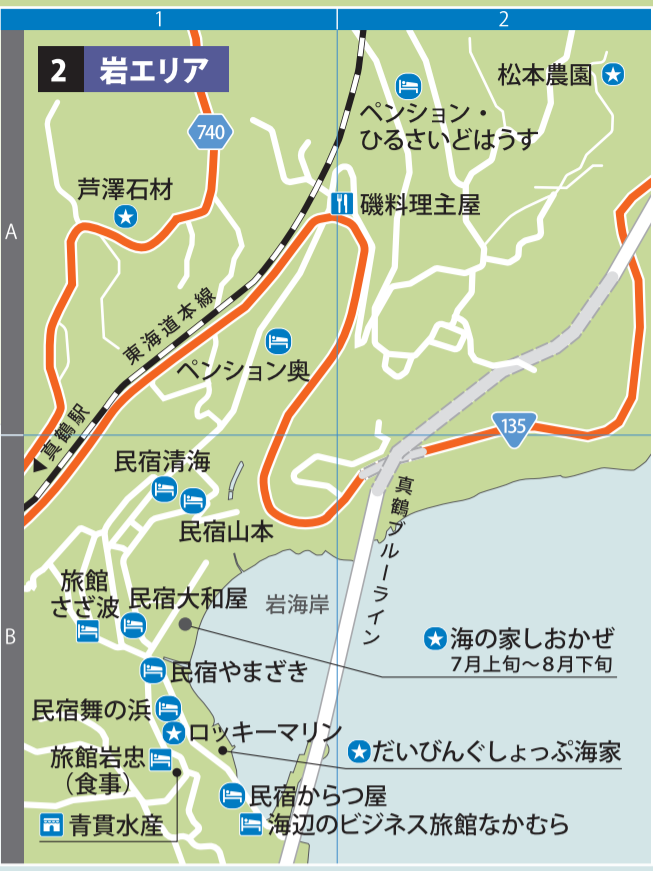 1
2
2 岩エリア
松本農園
ペンション・
ひるさいどはうす
740
芦澤石材
磯料理主屋
A
東海道本線
ペンション奥
真鶴駅
135
民宿清海
民宿山本
真鶴ブルーライン
旅館
さざ波
民宿大和屋
岩海岸
B
海の家しおかぜ
7月上旬～8月下旬
民宿やまざき
民宿舞の浜
ロッキーマリン
旅館岩忠
（食事）
だいびんぐしょっぷ海家
民宿からつ屋
青貫水産
海辺のビジネス旅館なかむら